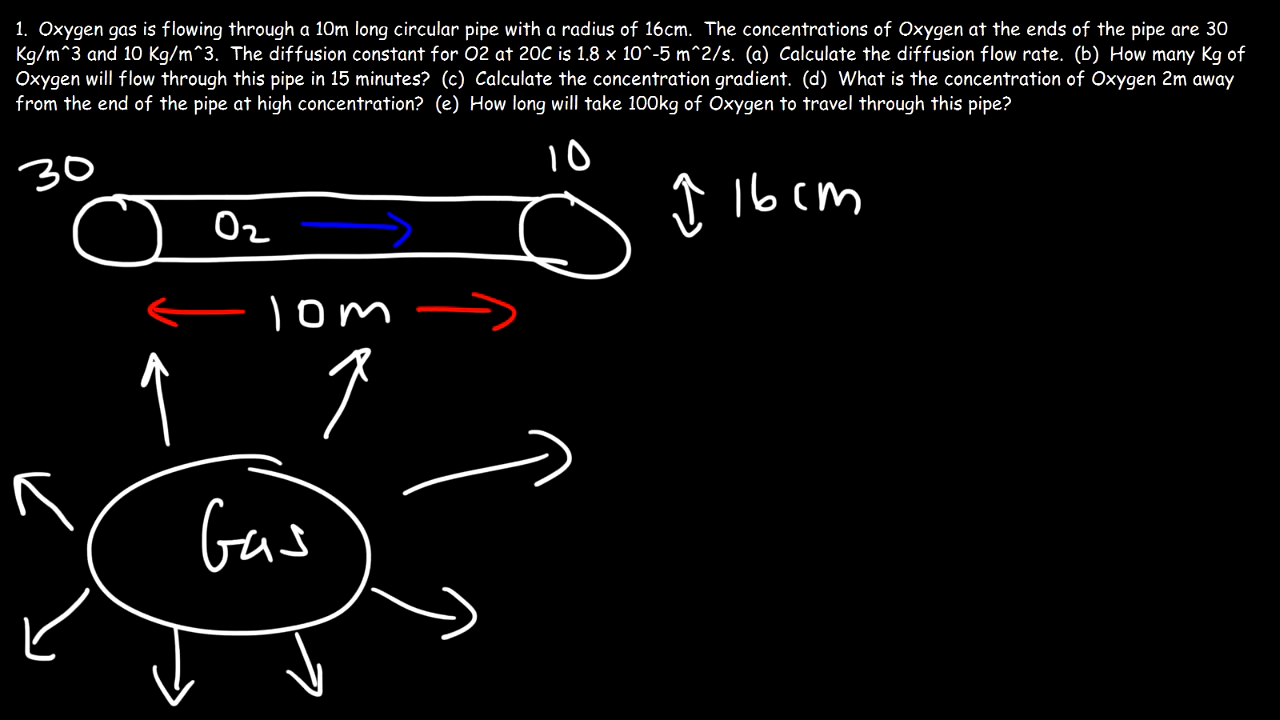 1. Oxygen gas is flowing through a 10m long circular pipe with a radius of 16cm. The concentrations of Oxygen at the ends of the pipe are 30
Kg/m^3 and 10 Kg/m^3. The diffusion constant for O2 at 20C is 1.8 x 10^-5 m^2/s. (a) Calculate the diffusion flow rate. (b) How many Kg of
Oxygen will flow through this pipe in 15 minutes? (c) Calculate the concentration gradient. (d) What is the concentration of Oxygen 2m away
from the end of the pipe at high concentration? (e) How long will take 100kg of Oxygen to travel through this pipe?
30
10
O2
16cm
10m
Gas